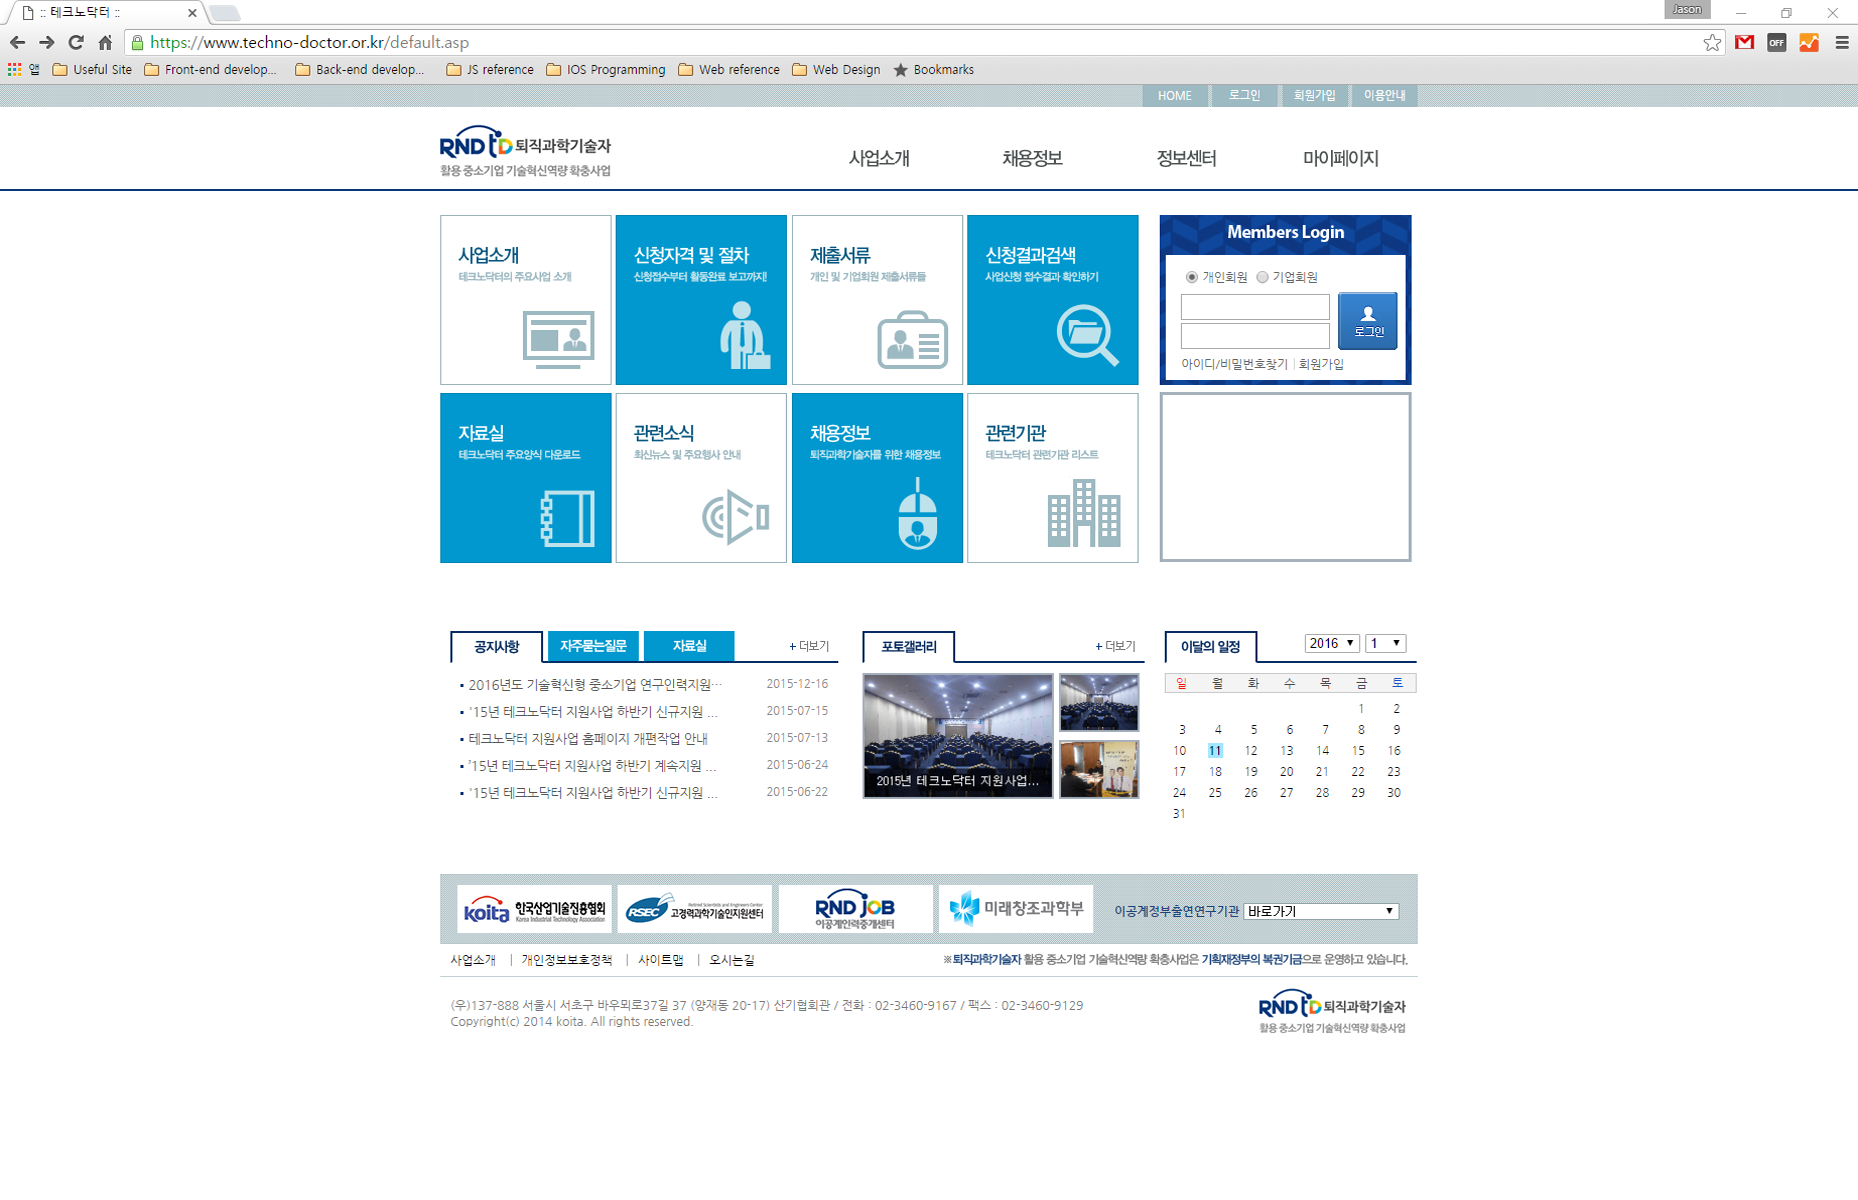 :: 테크노닥터 ::
Jason
https://www.techno-doctor.or.kr/default.asp
OFF
앱 Useful Site Front-end develop... Back-end develop... JS reference IOS Programming Web reference Web Design Bookmarks
HOME 로그인 회원가입 이용안내
RND tD 퇴직과학기술자
활용 중소기업 기술혁신역량 확충사업
사업소개 채용정보 정보센터 마이페이지
사업소개
테크노닥터의 주요사업 소개
신청자격 및 절차
신청접수부터 활동완료 보고까지!
제출서류
개인 및 기업회원 제출서류들
신청결과검색
사업신청 접수결과 확인하기
Members Login
개인회원 기업회원
로그인
아이디/비밀번호찾기 | 회원가입
자료실
테크노닥터 주요양식 다운로드
관련소식
최신뉴스 및 주요행사 안내
채용정보
퇴직과학기술자를 위한 채용정보
관련기관
테크노닥터 관련기관 리스트
공지사항 자주묻는질문 자료실 + 더보기
2016년도 기술혁신형 중소기업 연구인력지원… 2015-12-16
'15년 테크노닥터 지원사업 하반기 신규지원 ... 2015-07-15
테크노닥터 지원사업 홈페이지 개편작업 안내 2015-07-13
'15년 테크노닥터 지원사업 하반기 계속지원 ... 2015-06-24
'15년 테크노닥터 지원사업 하반기 신규지원 ... 2015-06-22
포토갤러리 + 더보기
2015년 테크노닥터 지원사업...
이달의 일정 2016 1
일 월 화 수 목 금 토
1 2
3 4 5 6 7 8 9
10 11 12 13 14 15 16
17 18 19 20 21 22 23
24 25 26 27 28 29 30
31
koita 한국산업기술진흥협회
Korea Industrial Technology Association
RSEC Retired Scientists and Engineers Center
고경력과학기술인지원센터
RND JOB
이공계인력중개센터
미래창조과학부
이공계정부출연연구기관 바로가기
사업소개 | 개인정보보호정책 | 사이트맵 | 오시는길
※퇴직과학기술자 활용 중소기업 기술혁신역량 확충사업은 기획재정부의 복권기금으로 운영하고 있습니다.
(우)137-888 서울시 서초구 바우뫼로37길 37 (양재동 20-17) 산기협회관 / 전화 : 02-3460-9167 / 팩스 : 02-3460-9129
Copyright(c) 2014 koita. All rights reserved.
RND tD 퇴직과학기술자
활용 중소기업 기술혁신역량 확충사업